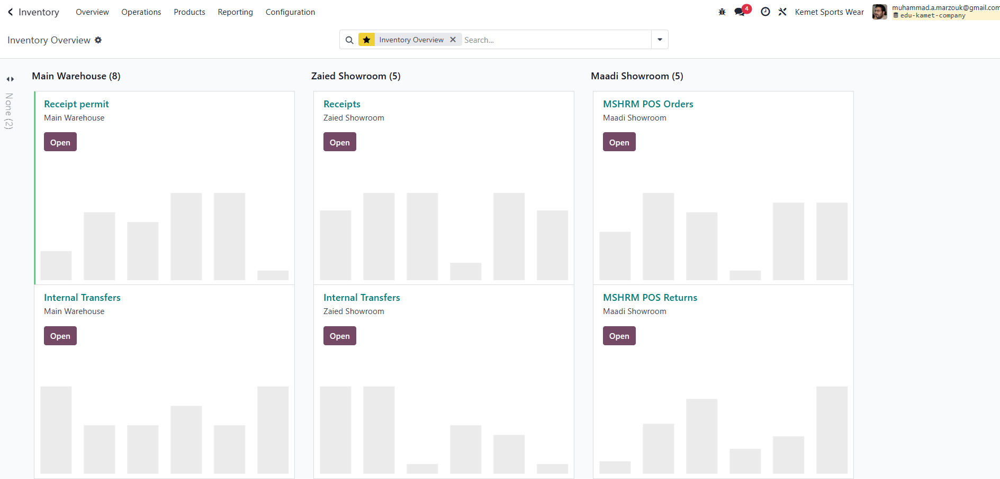 Inventory
Overview
Operations
Products
Reporting
Configuration
4
Kemet Sports Wear
muhammad.a.marzouk@gmail.com
edu-kamet-company
Inventory Overview
Inventory Overview
Search...
None (2)
Main Warehouse (8)
Receipt permit
Main Warehouse
Open
Internal Transfers
Main Warehouse
Open
Zaied Showroom (5)
Receipts
Zaied Showroom
Open
Internal Transfers
Zaied Showroom
Open
Maadi Showroom (5)
MSHRM POS Orders
Maadi Showroom
Open
MSHRM POS Returns
Maadi Showroom
Open